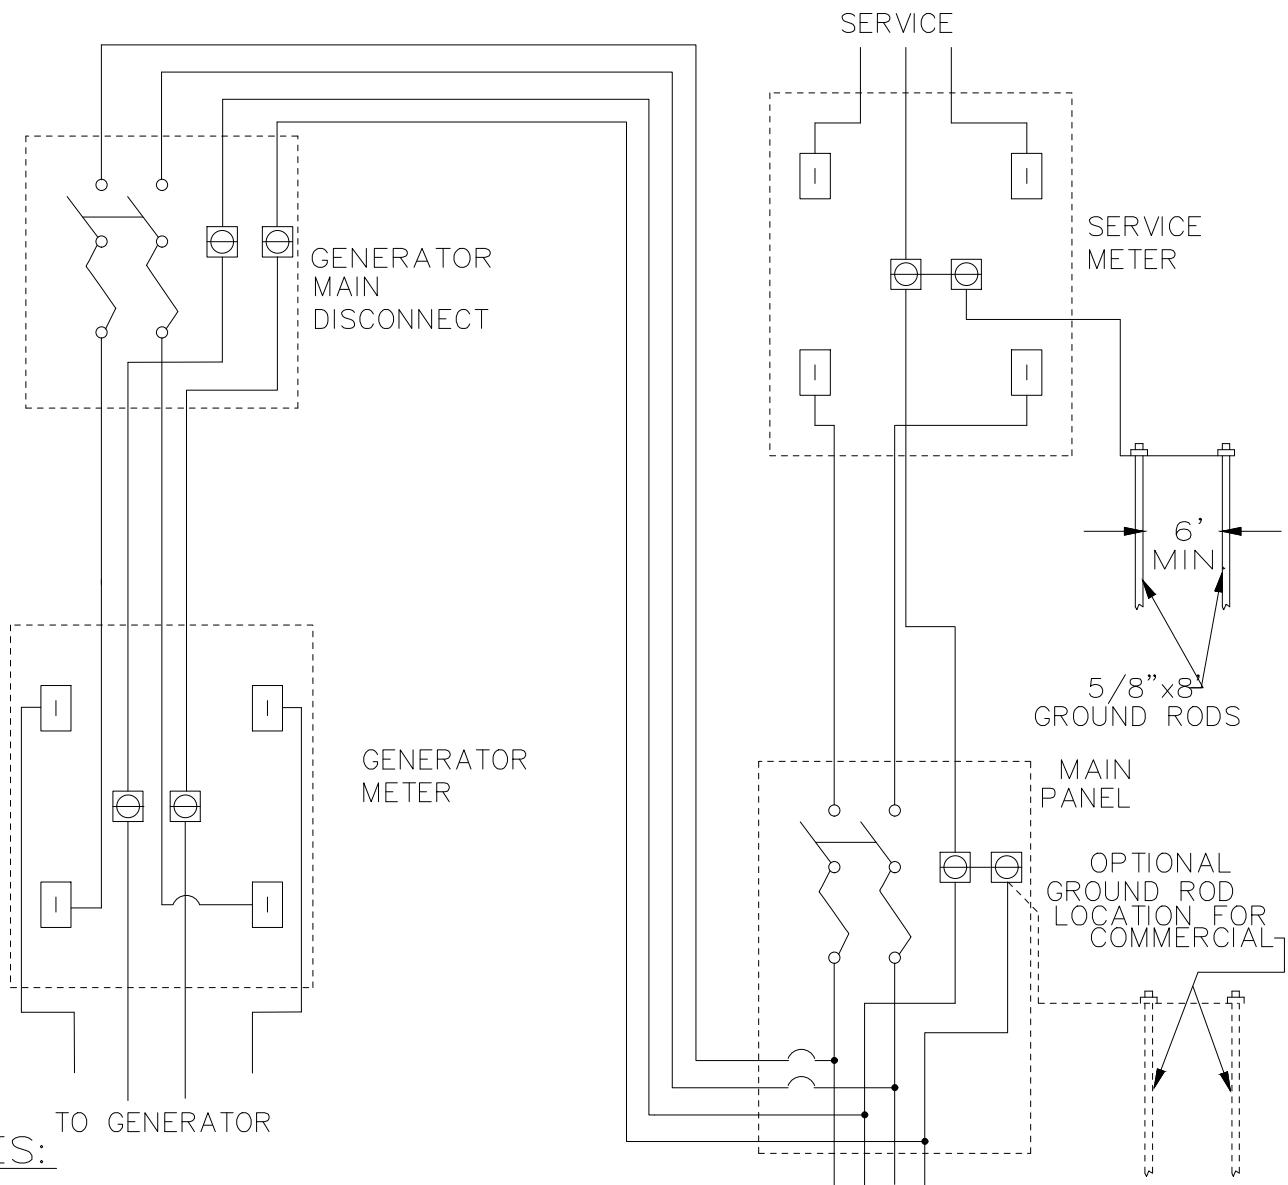 SERVICE
GENERATOR
MAIN
DISCONNECT
SERVICE
METER
6'
MIN.
5/8"x8'
GROUND RODS
GENERATOR
METER
MAIN
PANEL
OPTIONAL
GROUND ROD
LOCATION FOR
COMMERCIAL
TO GENERATOR
ES: